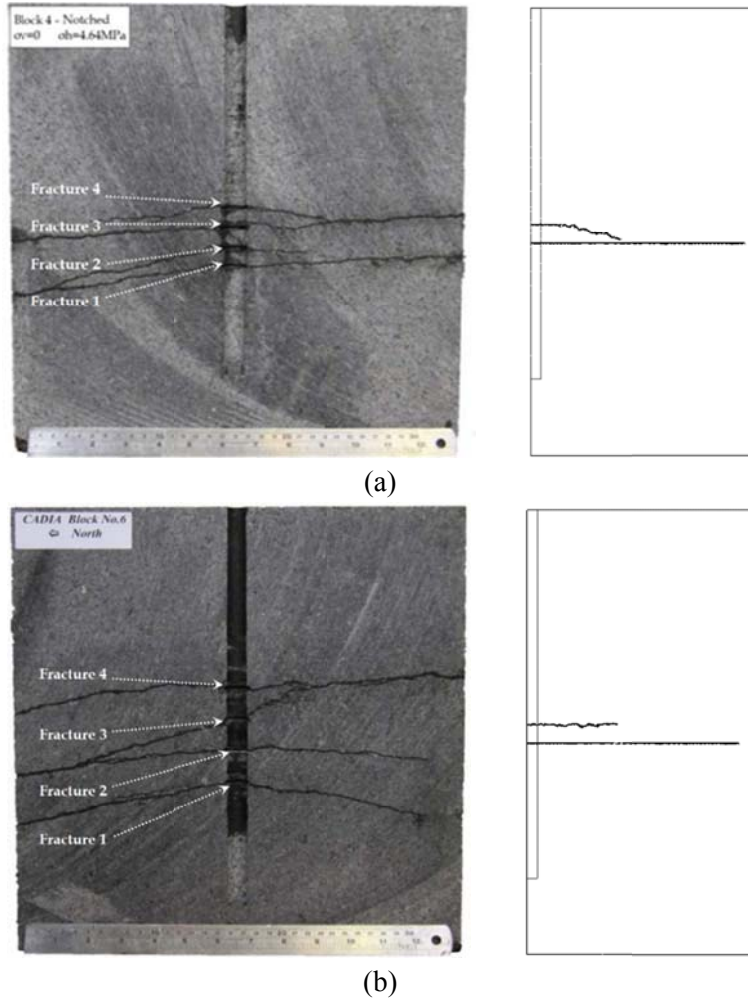 Block 4 - Notched
σv=0 σh=4.64MPa
Fracture 4
Fracture 3
Fracture 2
Fracture 1
(a)
CADIA Block No.6
⇦ North
Fracture 4
Fracture 3
Fracture 2
Fracture 1
(b)